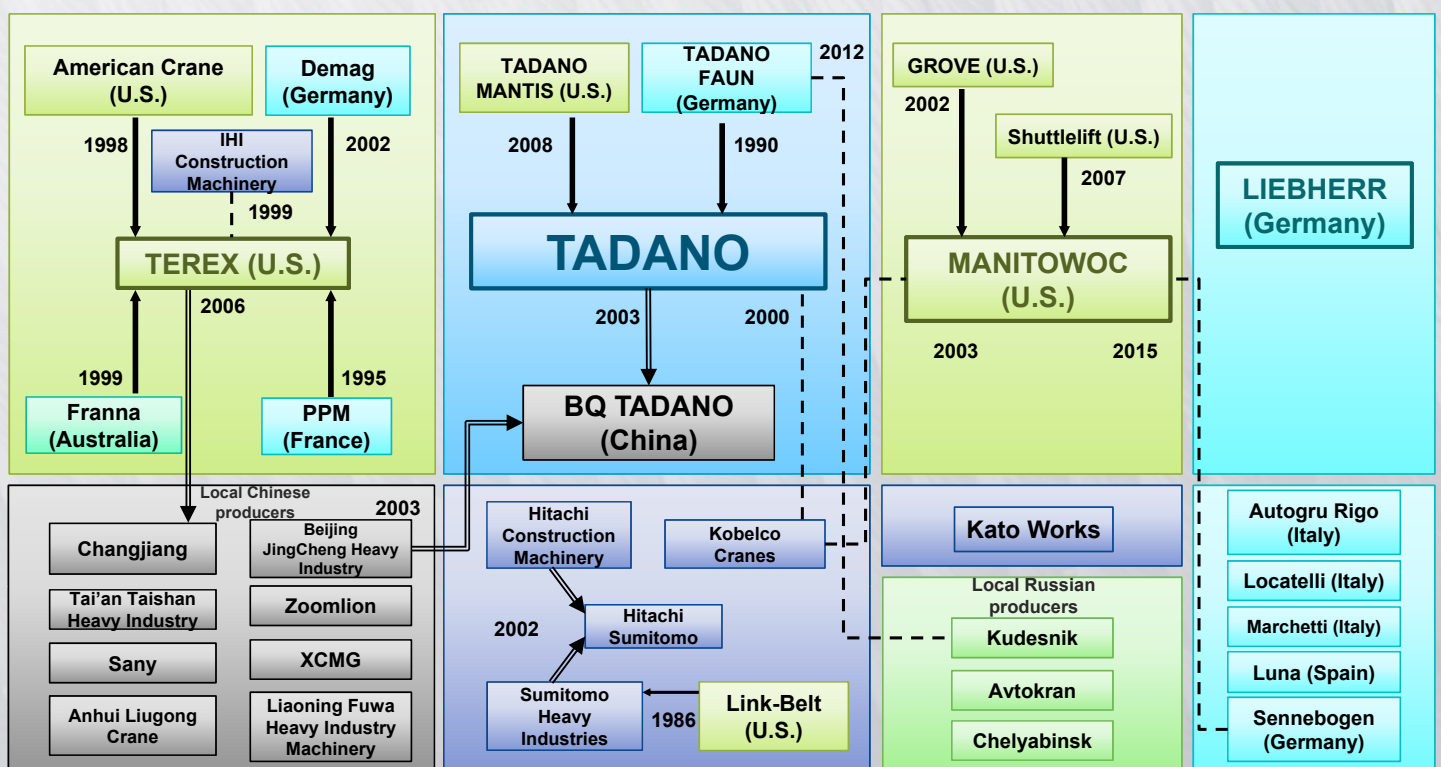 American Crane
(U.S.)
Demag
(Germany)
1998
IHI
Construction
Machinery
2002
1999
TEREX (U.S.)
2006
1999
1995
Franna
(Australia)
PPM
(France)
TADANO
MANTIS (U.S.)
TADANO
FAUN
(Germany)
2012
2008
1990
TADANO
2003
2000
BQ TADANO
(China)
GROVE (U.S.)
2002
Shuttlelift (U.S.)
2007
MANITOWOC
(U.S.)
2003
2015
LIEBHERR
(Germany)
Local Chinese
producers
2003
Changjiang
Beijing
JingCheng Heavy
Industry
Tai’an Taishan
Heavy Industry
Zoomlion
Sany
XCMG
Anhui Liugong
Crane
Liaoning Fuwa
Heavy Industry
Machinery
Hitachi
Construction
Machinery
Kobelco
Cranes
2002
Hitachi
Sumitomo
Sumitomo
Heavy
Industries
1986
Link-Belt
(U.S.)
Kato Works
Local Russian
producers
Kudesnik
Avtokran
Chelyabinsk
Autogru Rigo
(Italy)
Locatelli (Italy)
Marchetti (Italy)
Luna (Spain)
Sennebogen
(Germany)